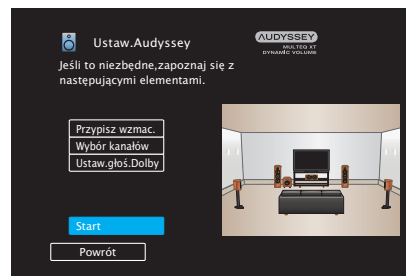 Ustaw.Audyssey
AUDYSSEY
MULTEQ XT
DYNAMIC VOLUME
Jeśli to niezbędne,zapoznaj się z
następującymi elementami.
Przypisz wzmac.
Wybór kanałów
Ustaw.głoś.Dolby
Start
Powrót